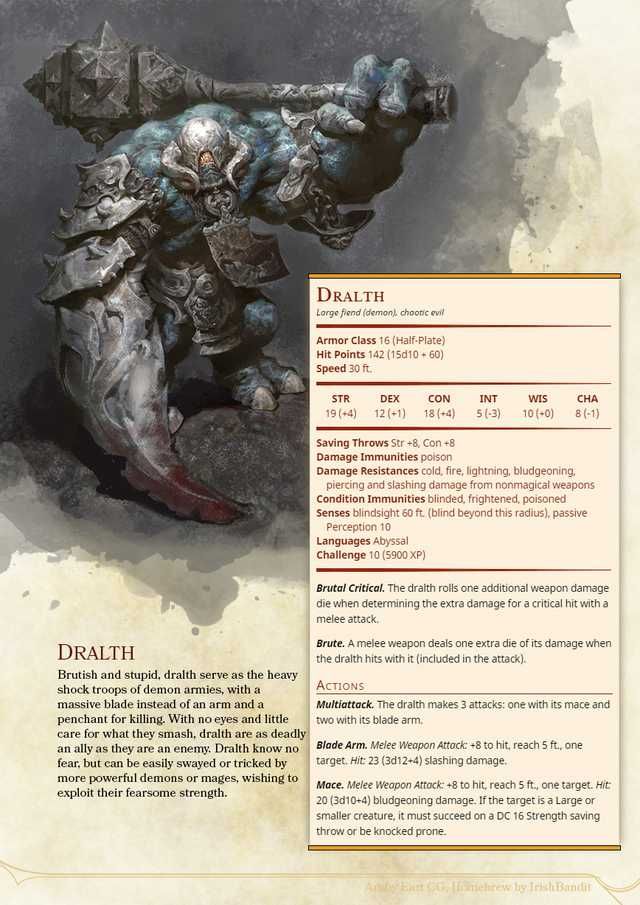 DRALTH
Large fiend (demon), chaotic evil
Armor Class 16 (Half-Plate)
Hit Points 142 (15d10 + 60)
Speed 30 ft.
STR DEX CON INT WIS CHA
19 (+4) 12 (+1) 18 (+4) 5 (-3) 10 (+0) 8 (-1)
Saving Throws Str +8, Con +8
Damage Immunities poison
Damage Resistances cold, fire, lightning, bludgeoning,
piercing and slashing damage from nonmagical weapons
Condition Immunities blinded, frightened, poisoned
Senses blindsight 60 ft. (blind beyond this radius), passive
Perception 10
Languages Abyssal
Challenge 10 (5900 XP)
Brutal Critical. The dralth rolls one additional weapon damage
die when determining the extra damage for a critical hit with a
melee attack.
Brute. A melee weapon deals one extra die of its damage when
the dralth hits with it (included in the attack).
ACTIONS
Multiattack. The dralth makes 3 attacks: one with its mace and
two with its blade arm.
Blade Arm. Melee Weapon Attack: +8 to hit, reach 5 ft., one
target. Hit: 23 (3d12+4) slashing damage.
Mace. Melee Weapon Attack: +8 to hit, reach 5 ft., one target. Hit:
20 (3d10+4) bludgeoning damage. If the target is a Large or
smaller creature, it must succeed on a DC 16 Strength saving
throw or be knocked prone.
DRALTH
Brutish and stupid, dralth serve as the heavy
shock troops of demon armies, with a
massive blade instead of an arm and a
penchant for killing. With no eyes and little
care for what they smash, dralth are as deadly
an ally as they are an enemy. Dralth know no
fear, but can be easily swayed or tricked by
more powerful demons or mages, wishing to
exploit their fearsome strength.
Art by East CG, Homebrew by IrishBandit